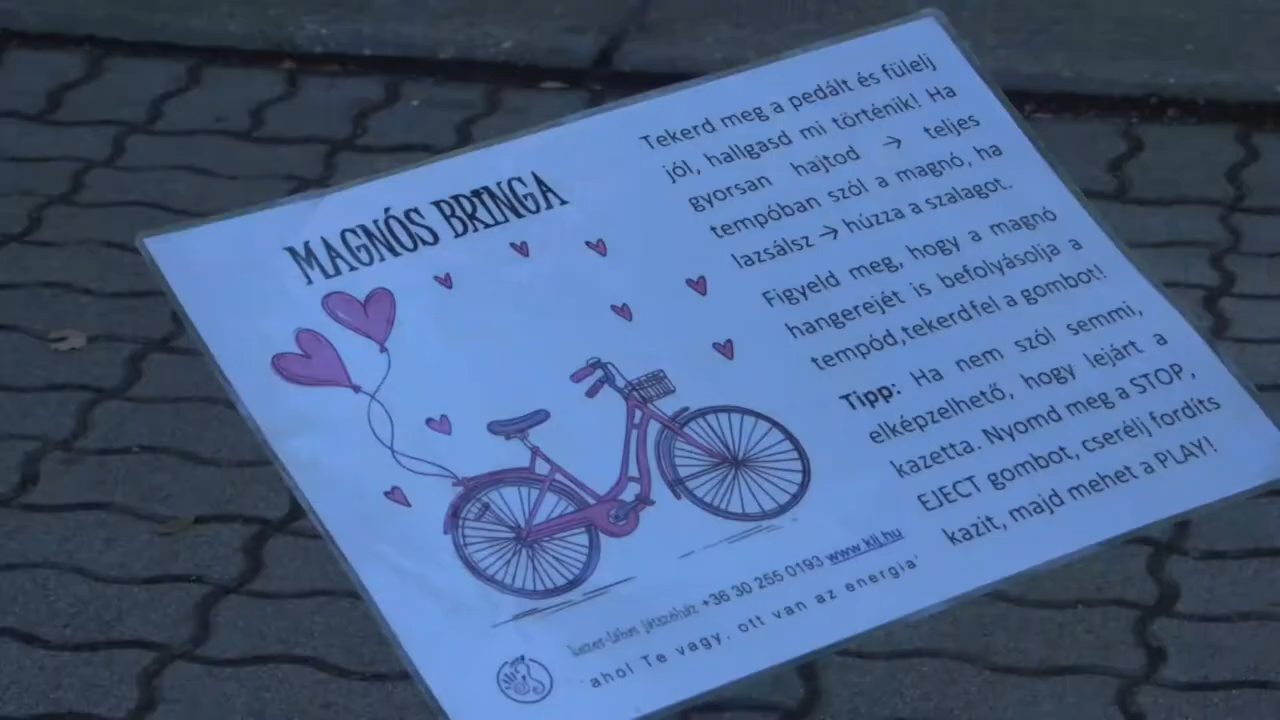 MAGNÓS BRINGA
Tekerd meg a pedált és fülelj
jól, hallgasd mi történik! Ha
gyorsan hajtod → teljes
tempóban szól a magnó, ha
lazsálsz → húzza a szalagot.
Figyeld meg, hogy a magnó
hangerejét is befolyásolja a
tempód,tekerd fel a gombot!
Tipp: Ha nem szól semmi,
elképzelhető, hogy lejárt a
kazetta. Nyomd meg a STOP,
EJECT gombot, cserélj fordíts
kazit, majd mehet a PLAY!
+36 30 255 0193 www.klj.hu
'ahol Te vagy, ott van az energia'